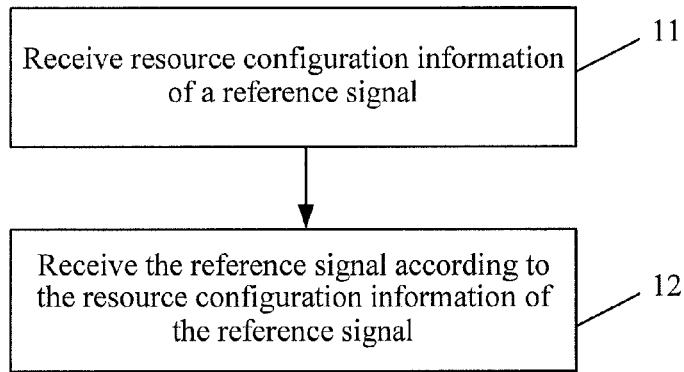 Receive resource configuration information
of a reference signal
11
Receive the reference signal according to
the resource configuration information of
the reference signal
12